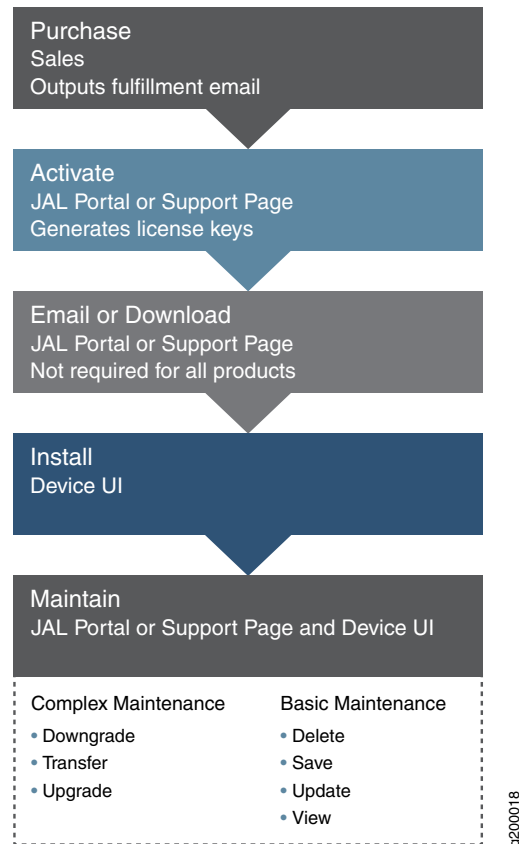 Purchase
Sales
Outputs fulfillment email
Activate
JAL Portal or Support Page
Generates license keys
Email or Download
JAL Portal or Support Page
Not required for all products
Install
Device UI
Maintain
JAL Portal or Support Page and Device UI
Complex Maintenance
• Downgrade
• Transfer
• Upgrade
Basic Maintenance
• Delete
• Save
• Update
• View
g200018